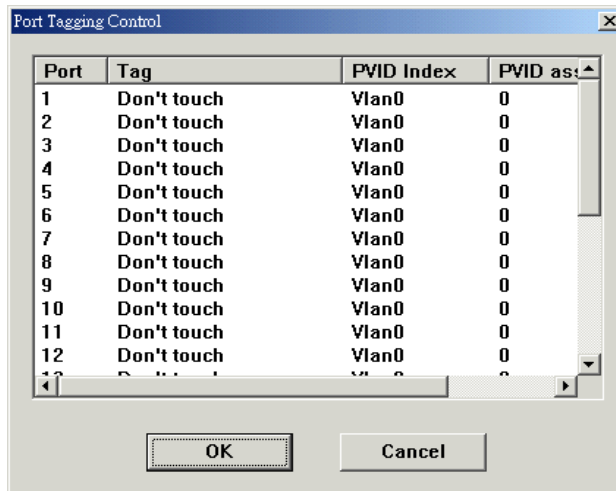 Port Tagging Control
Port Tag PVID Index PVID ass
1 Don't touch Vlan0 0
2 Don't touch Vlan0 0
3 Don't touch Vlan0 0
4 Don't touch Vlan0 0
5 Don't touch Vlan0 0
6 Don't touch Vlan0 0
7 Don't touch Vlan0 0
8 Don't touch Vlan0 0
9 Don't touch Vlan0 0
10 Don't touch Vlan0 0
11 Don't touch Vlan0 0
12 Don't touch Vlan0 0
OK Cancel